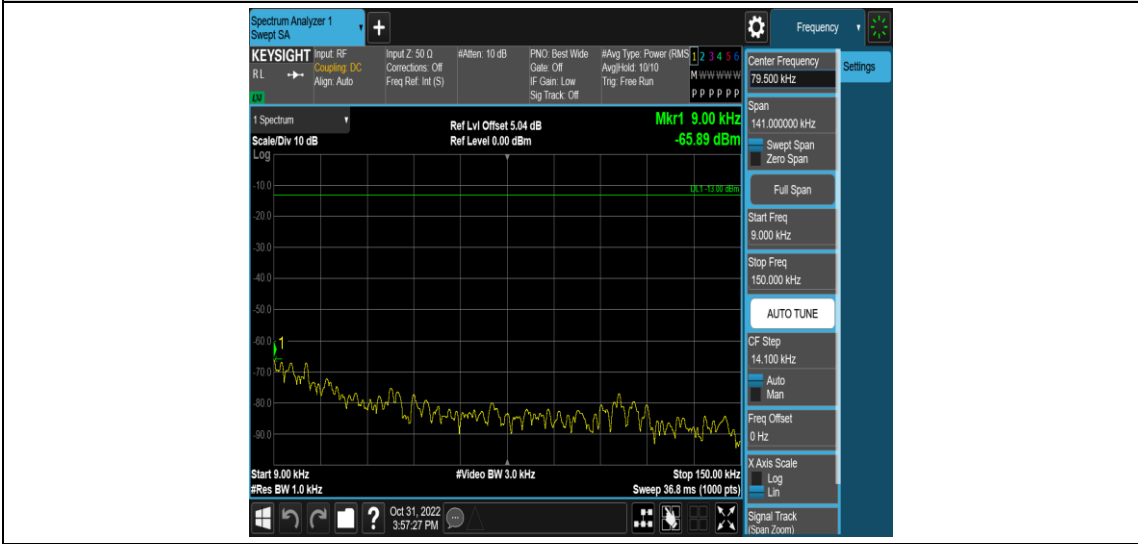 Spectrum Analyzer 1
Swept SA
+
Frequency
KEYSIGHT
RL
Input: RF
Coupling: DC
Align: Auto
Input Z: 50 Ω
Corrections: Off
Freq Ref: Int (S)
#Atten: 10 dB
PNO: Best Wide
Gate: Off
IF Gain: Low
Sig Track: Off
#Avg Type: Power (RMS
Avg|Hold: 10/10
Trig: Free Run
1 2 3 4 5 6
M W W W W W
P P P P P P
1 Spectrum
Scale/Div 10 dB
Log
Ref Lvl Offset 5.04 dB
Ref Level 0.00 dBm
Mkr1 9.00 kHz
-65.89 dBm
DL1 -13.00 dBm
-10.0
-20.0
-30.0
-40.0
-50.0
-60.0
1
-70.0
-80.0
-90.0
Start 9.00 kHz
#Res BW 1.0 kHz
#Video BW 3.0 kHz
Stop 150.00 kHz
Sweep 36.8 ms (1000 pts)
?
Oct 31, 2022
3:57:27 PM
Center Frequency
79.500 kHz
Settings
Span
141.000000 kHz
Swept Span
Zero Span
Full Span
Start Freq
9.000 kHz
Stop Freq
150.000 kHz
AUTO TUNE
CF Step
14.100 kHz
Auto
Man
Freq Offset
0 Hz
X Axis Scale
Log
Lin
Signal Track
(Span Zoom)